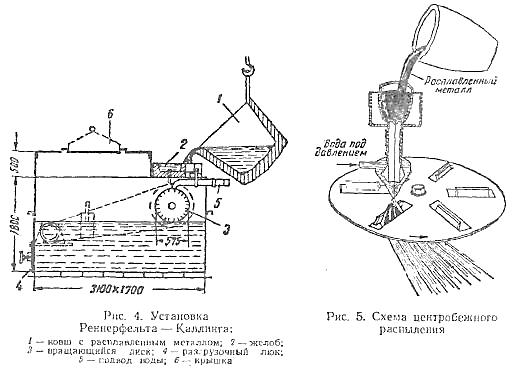 6
1
2
5
3
4
500
1800
575
3100×1700
Рис. 4. Установка
Реннерфельта — Каллинга:
1 — ковш с расплавленным металлом; 2 — желоб;
3 — вращающийся диск; 4 — разгрузочный люк;
5 — подвод воды; 6 — крышка
Расплавленный
металл
Вода под
давлением
Рис. 5. Схема центробежного
распыления